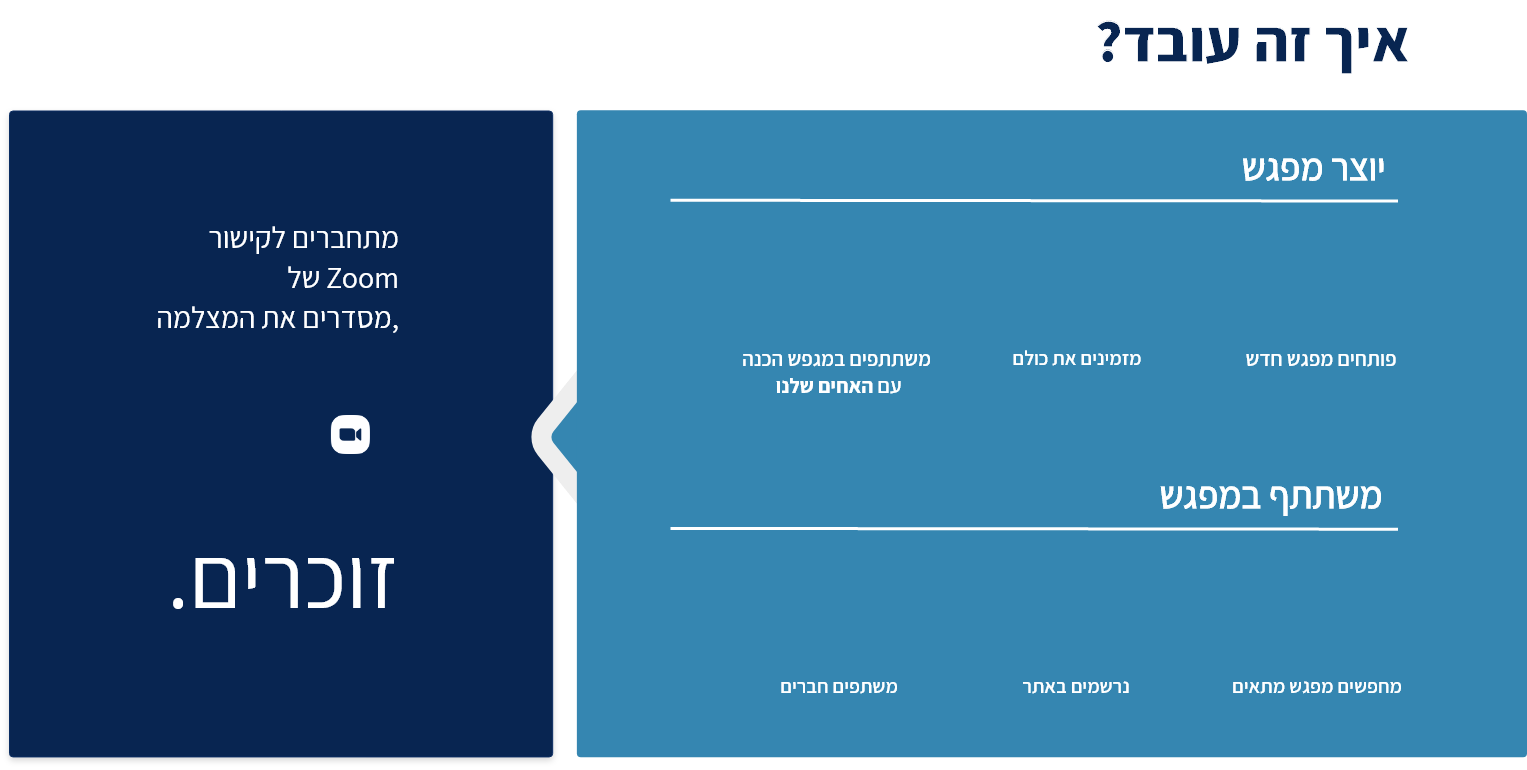 איך זה עובד?
יוצר מפגש
פותחים מפגש חדש
מזמינים את כולם
משתתפים במגפש הכנה
עם האחים שלנו
משתתף במפגש
מחפשים מפגש מתאים
נרשמים באתר
משתפים חברים
מתחברים לקישור
של Zoom
מסדרים את המצלמה,
זוכרים.